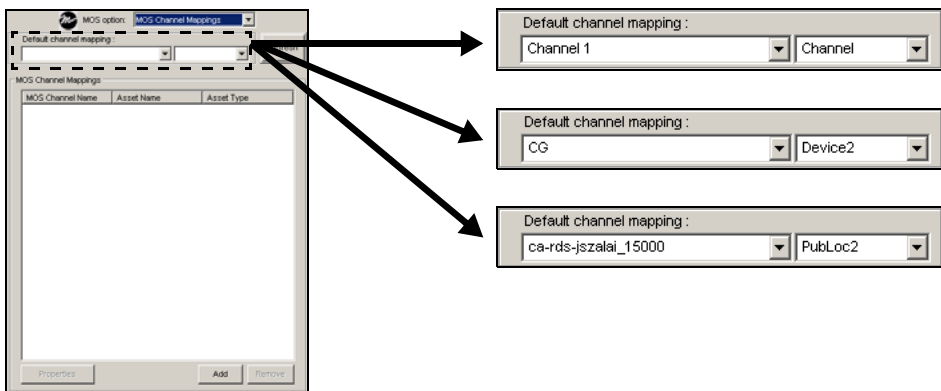 MOS option: MOS Channel Mappings
Default channel mapping :
MOS Channel Mappings
MOS Channel Name Asset Name Asset Type
Properties Add Remove
Default channel mapping :
Channel 1 Channel
Default channel mapping :
CG Device2
Default channel mapping :
ca-rds-jszalai_15000 PubLoc2